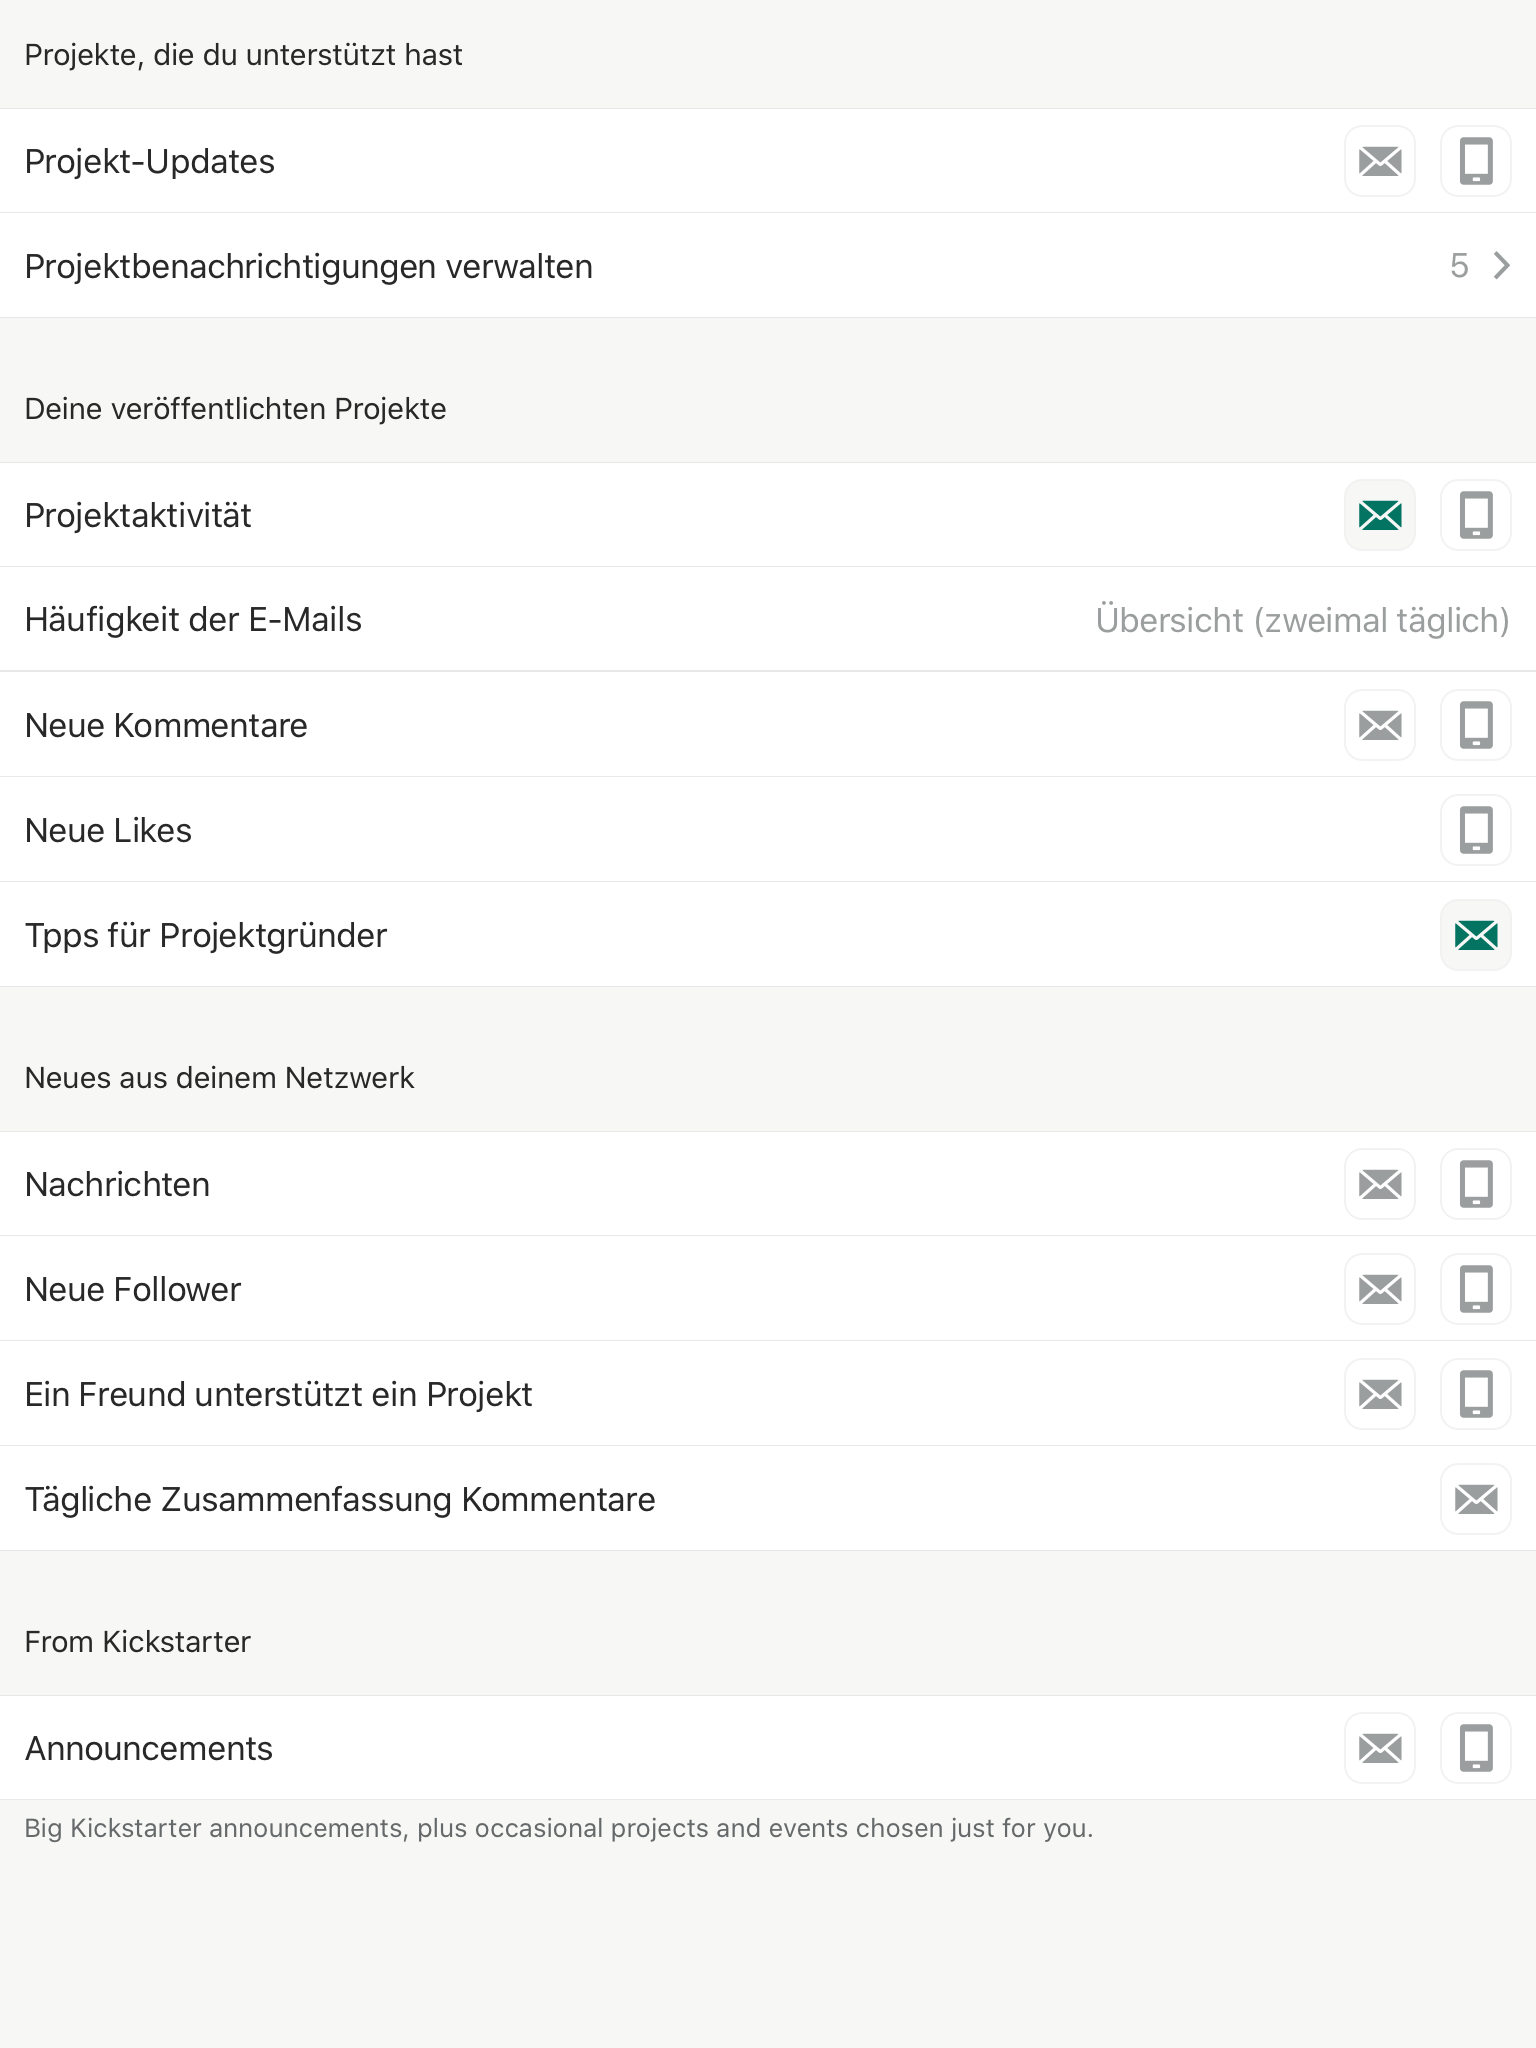 Projekte, die du unterstützt hast
Projekt-Updates
Projektbenachrichtigungen verwalten 5
Deine veröffentlichten Projekte
Projektaktivität
Häufigkeit der E-Mails Übersicht (zweimal täglich)
Neue Kommentare
Neue Likes
Tpps für Projektgründer
Neues aus deinem Netzwerk
Nachrichten
Neue Follower
Ein Freund unterstützt ein Projekt
Tägliche Zusammenfassung Kommentare
From Kickstarter
Announcements
Big Kickstarter announcements, plus occasional projects and events chosen just for you.